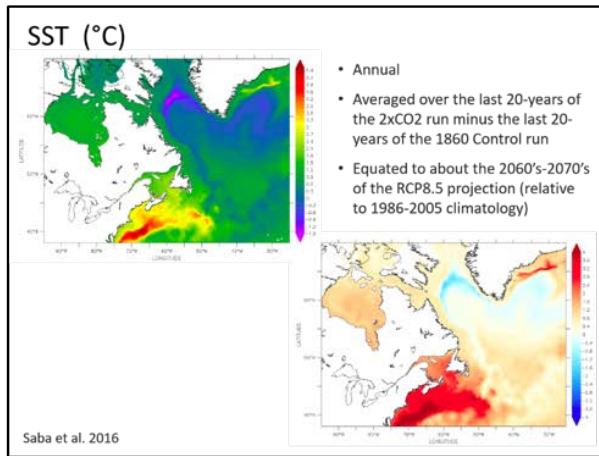 SST (°C)
• Annual
• Averaged over the last 20-years of
the 2xCO2 run minus the last 20-
years of the 1860 Control run
• Equated to about the 2060's-2070's
of the RCP8.5 projection (relative
to 1986-2005 climatology)
LATITUDE
LONGITUDE
LATITUDE
LONGITUDE
Saba et al. 2016